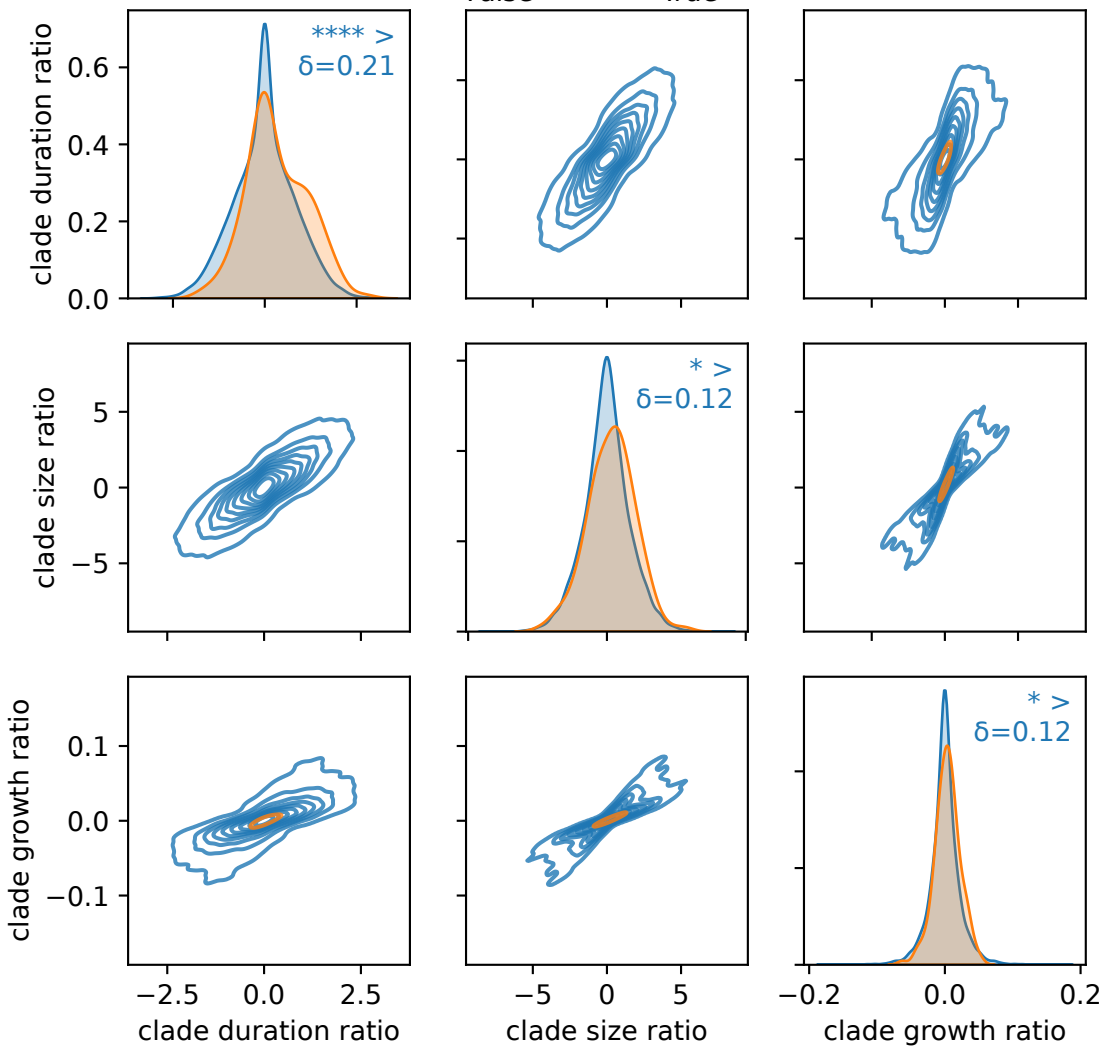 **** >
δ=0.21
clade duration ratio
0.6
0.4
0.2
0.0
* >
δ=0.12
clade size ratio
5
0
−5
* >
δ=0.12
clade growth ratio
0.1
0.0
−0.1
−2.5 0.0 2.5
−5 0 5
−0.2 0.0 0.2
clade duration ratio
clade size ratio
clade growth ratio